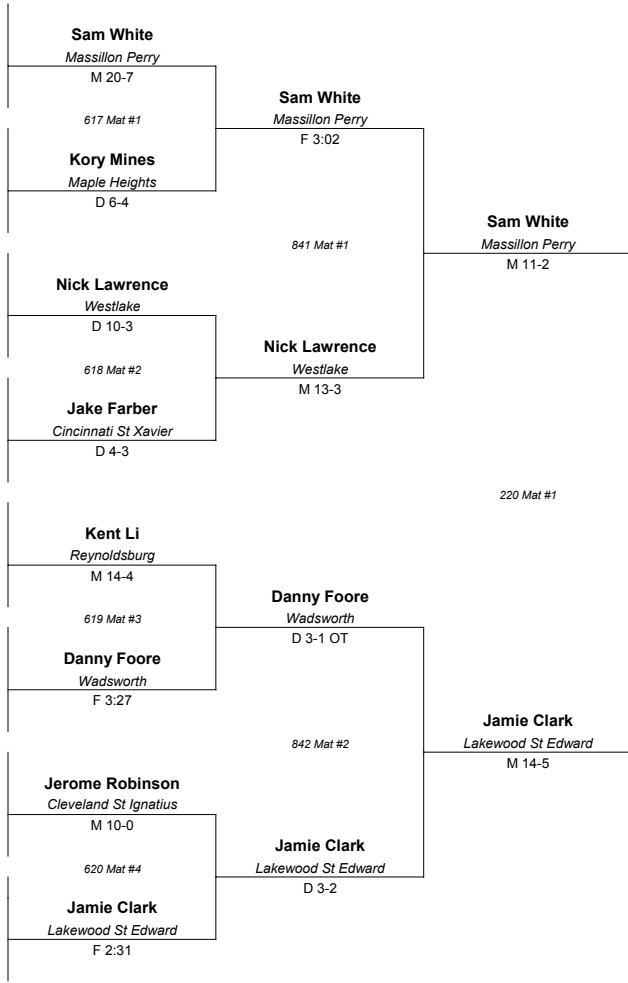 Sam White
Massillon Perry
M 20-7
617 Mat #1
Kory Mines
Maple Heights
D 6-4
Nick Lawrence
Westlake
D 10-3
618 Mat #2
Jake Farber
Cincinnati St Xavier
D 4-3
Kent Li
Reynoldsburg
M 14-4
619 Mat #3
Danny Foore
Wadsworth
F 3:27
Jerome Robinson
Cleveland St Ignatius
M 10-0
620 Mat #4
Jamie Clark
Lakewood St Edward
F 2:31
Sam White
Massillon Perry
F 3:02
841 Mat #1
Nick Lawrence
Westlake
M 13-3
Danny Foore
Wadsworth
D 3-1 OT
842 Mat #2
Jamie Clark
Lakewood St Edward
D 3-2
Sam White
Massillon Perry
M 11-2
220 Mat #1
Jamie Clark
Lakewood St Edward
M 14-5